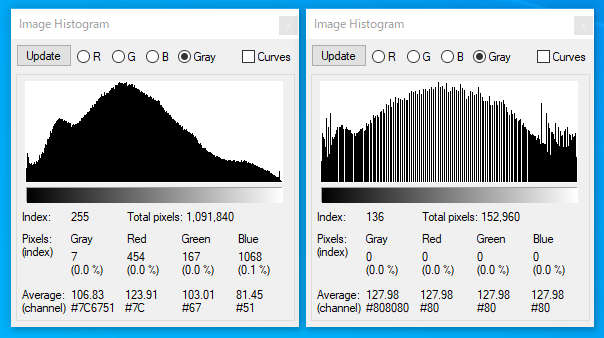 Image Histogram
Update R G B Gray Curves
Index: 255 Total pixels: 1,091,840
Pixels: Gray Red Green Blue
(index) 7 454 167 1068
(0.0 %) (0.0 %) (0.0 %) (0.1 %)
Average: 106.83 123.91 103.01 81.45
(channel) #7C6751 #7C #67 #51
Image Histogram
Update R G B Gray Curves
Index: 136 Total pixels: 152,960
Pixels: Gray Red Green Blue
(index) 0 0 0 0
(0.0 %) (0.0 %) (0.0 %) (0.0 %)
Average: 127.98 127.98 127.98 127.98
(channel) #808080 #80 #80 #80